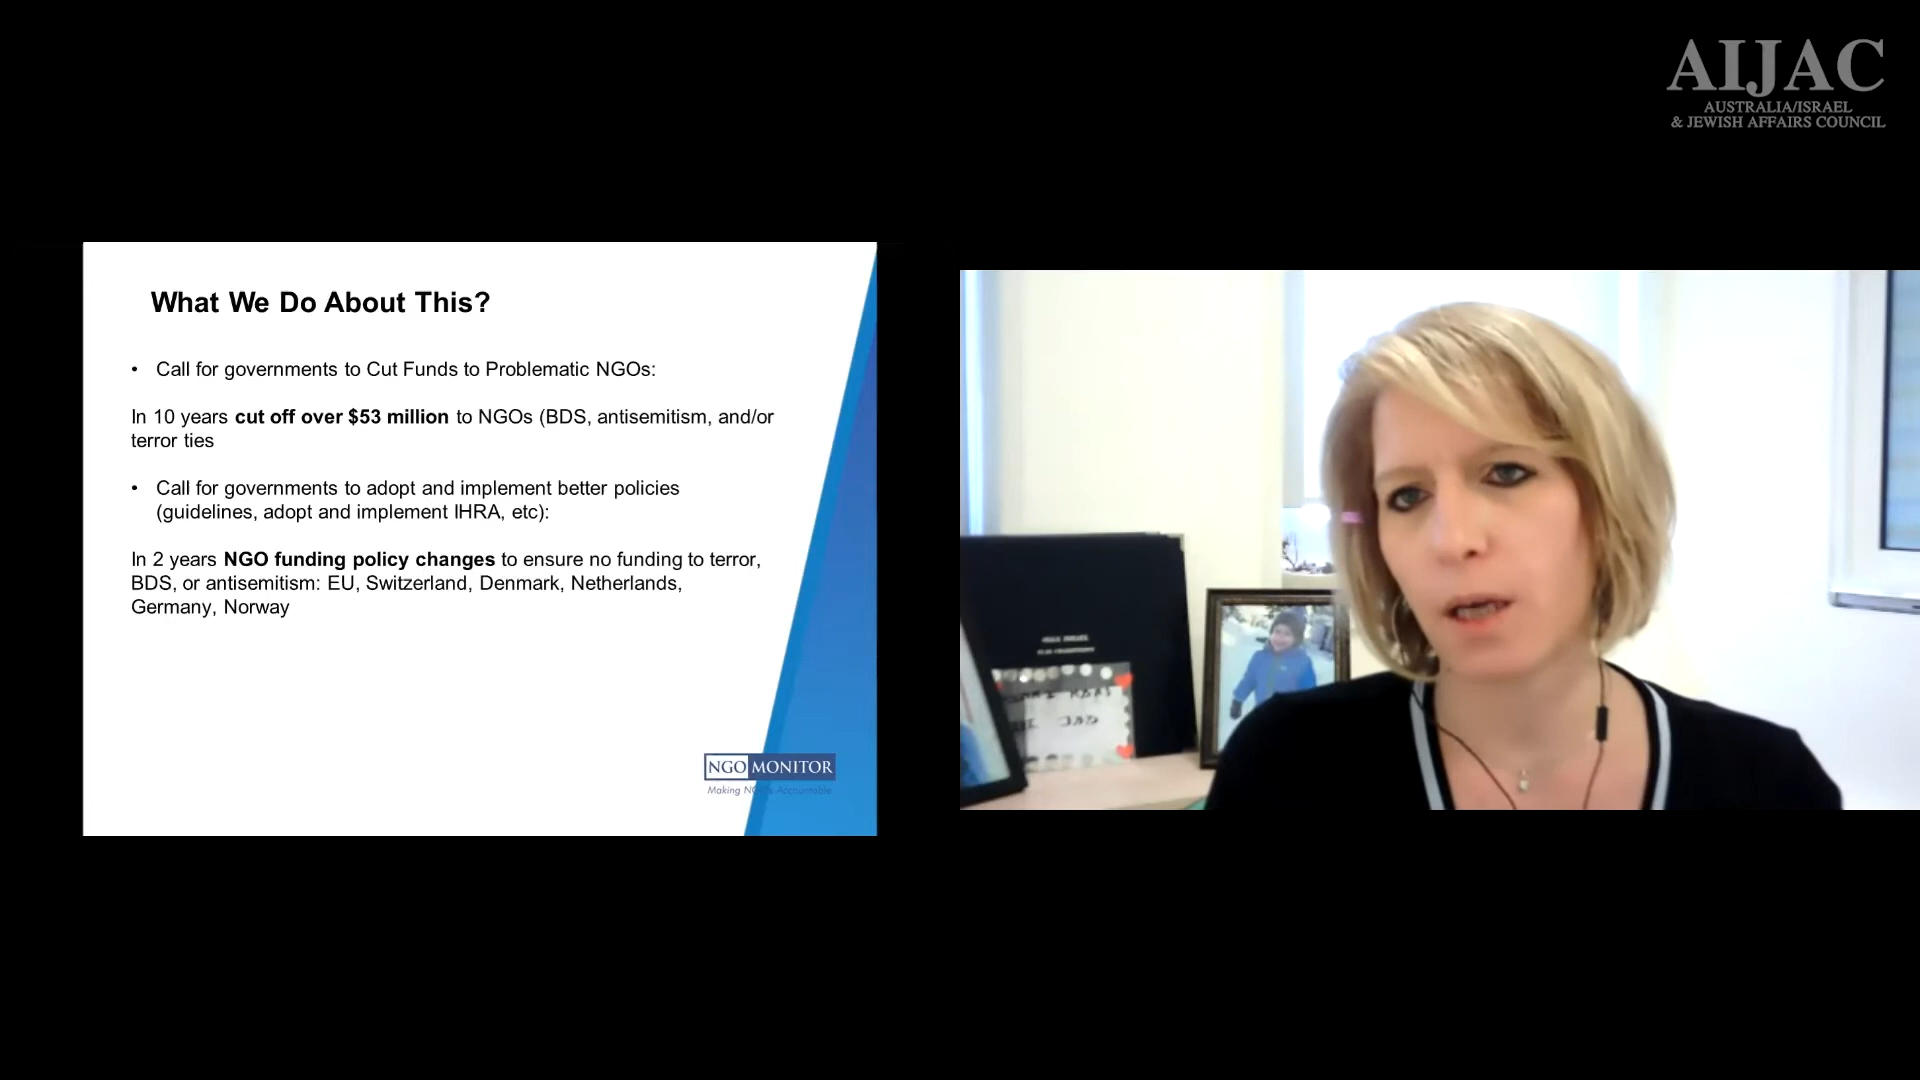 AIJAC
AUSTRALIA/ISRAEL
& JEWISH AFFAIRS COUNCIL
What We Do About This?
• Call for governments to Cut Funds to Problematic NGOs:
In 10 years cut off over $53 million to NGOs (BDS, antisemitism, and/or
terror ties
• Call for governments to adopt and implement better policies
(guidelines, adopt and implement IHRA, etc):
In 2 years NGO funding policy changes to ensure no funding to terror,
BDS, or antisemitism: EU, Switzerland, Denmark, Netherlands,
Germany, Norway
NGO MONITOR
Making NGOs Accountable